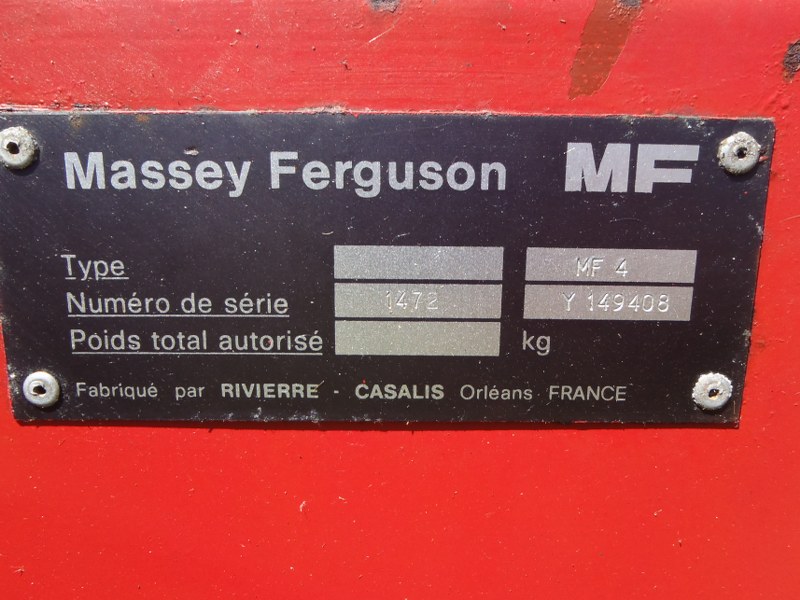 Massey Ferguson MF
Type MF 4
Numéro de série 1472 Y 149408
Poids total autorisé kg
Fabriqué par RIVIERRE - CASALIS Orléans FRANCE